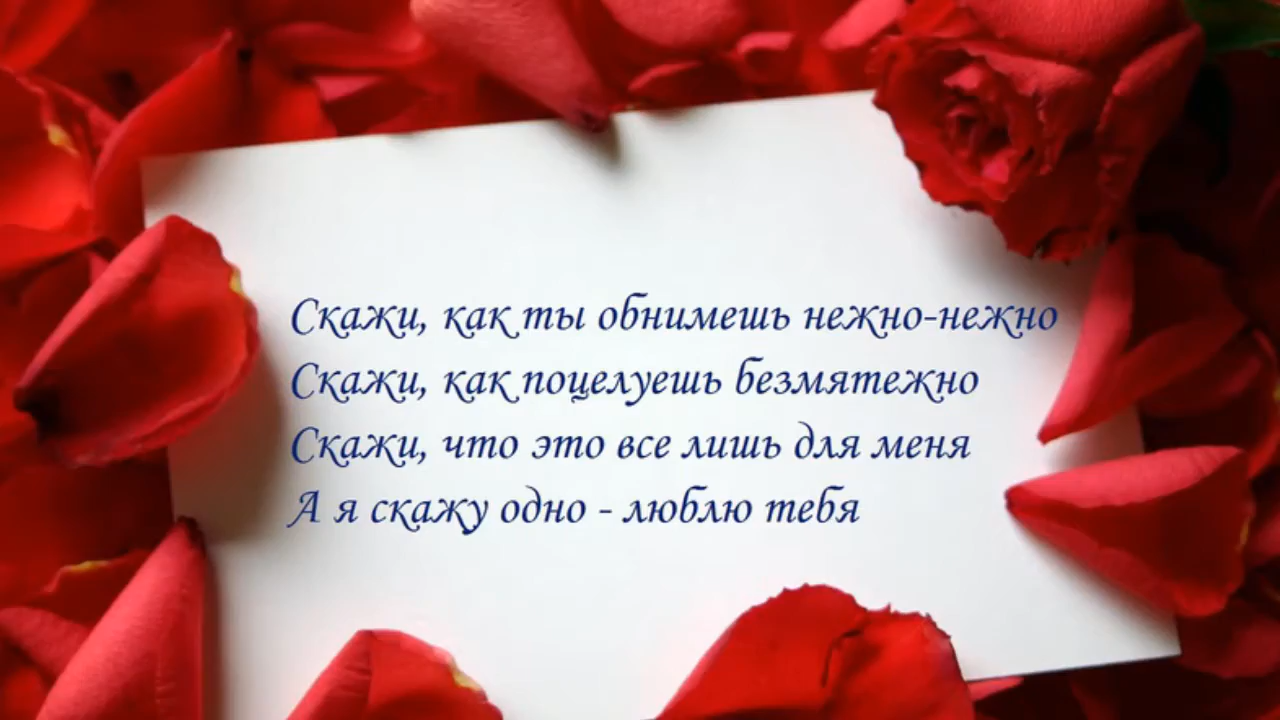 Скажи, как ты обнимешь нежно-нежно
Скажи, как поцелуешь безмятежно
Скажи, что это все лишь для меня
А я скажу одно - люблю тебя